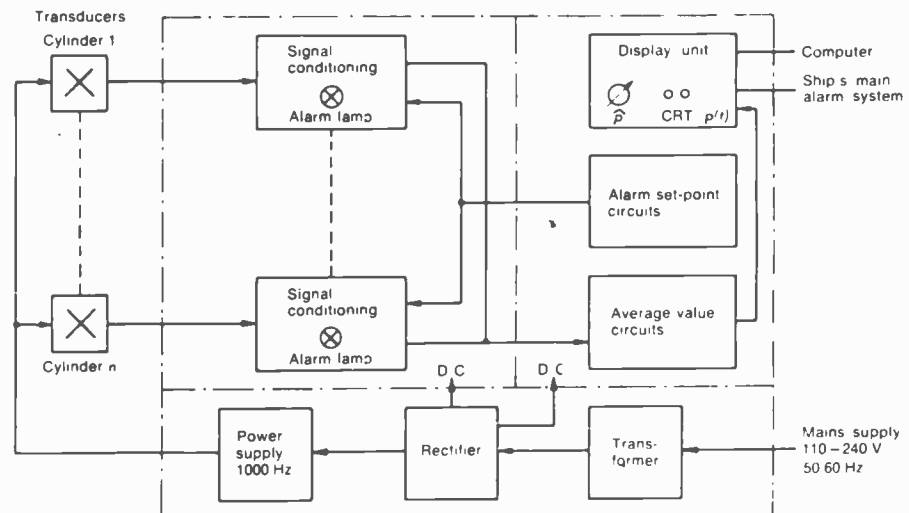 Transducers
Cylinder 1
Signal
conditioning
Alarm lamp
Display unit
p̂
CRT p(t)
Computer
Ship's main
alarm system
Alarm set-point
circuits
Signal
conditioning
Alarm lamp
Average value
circuits
Cylinder n
DC
DC
Power
supply
1000 Hz
Rectifier
Trans-
former
Mains supply
110–240 V
50 60 Hz